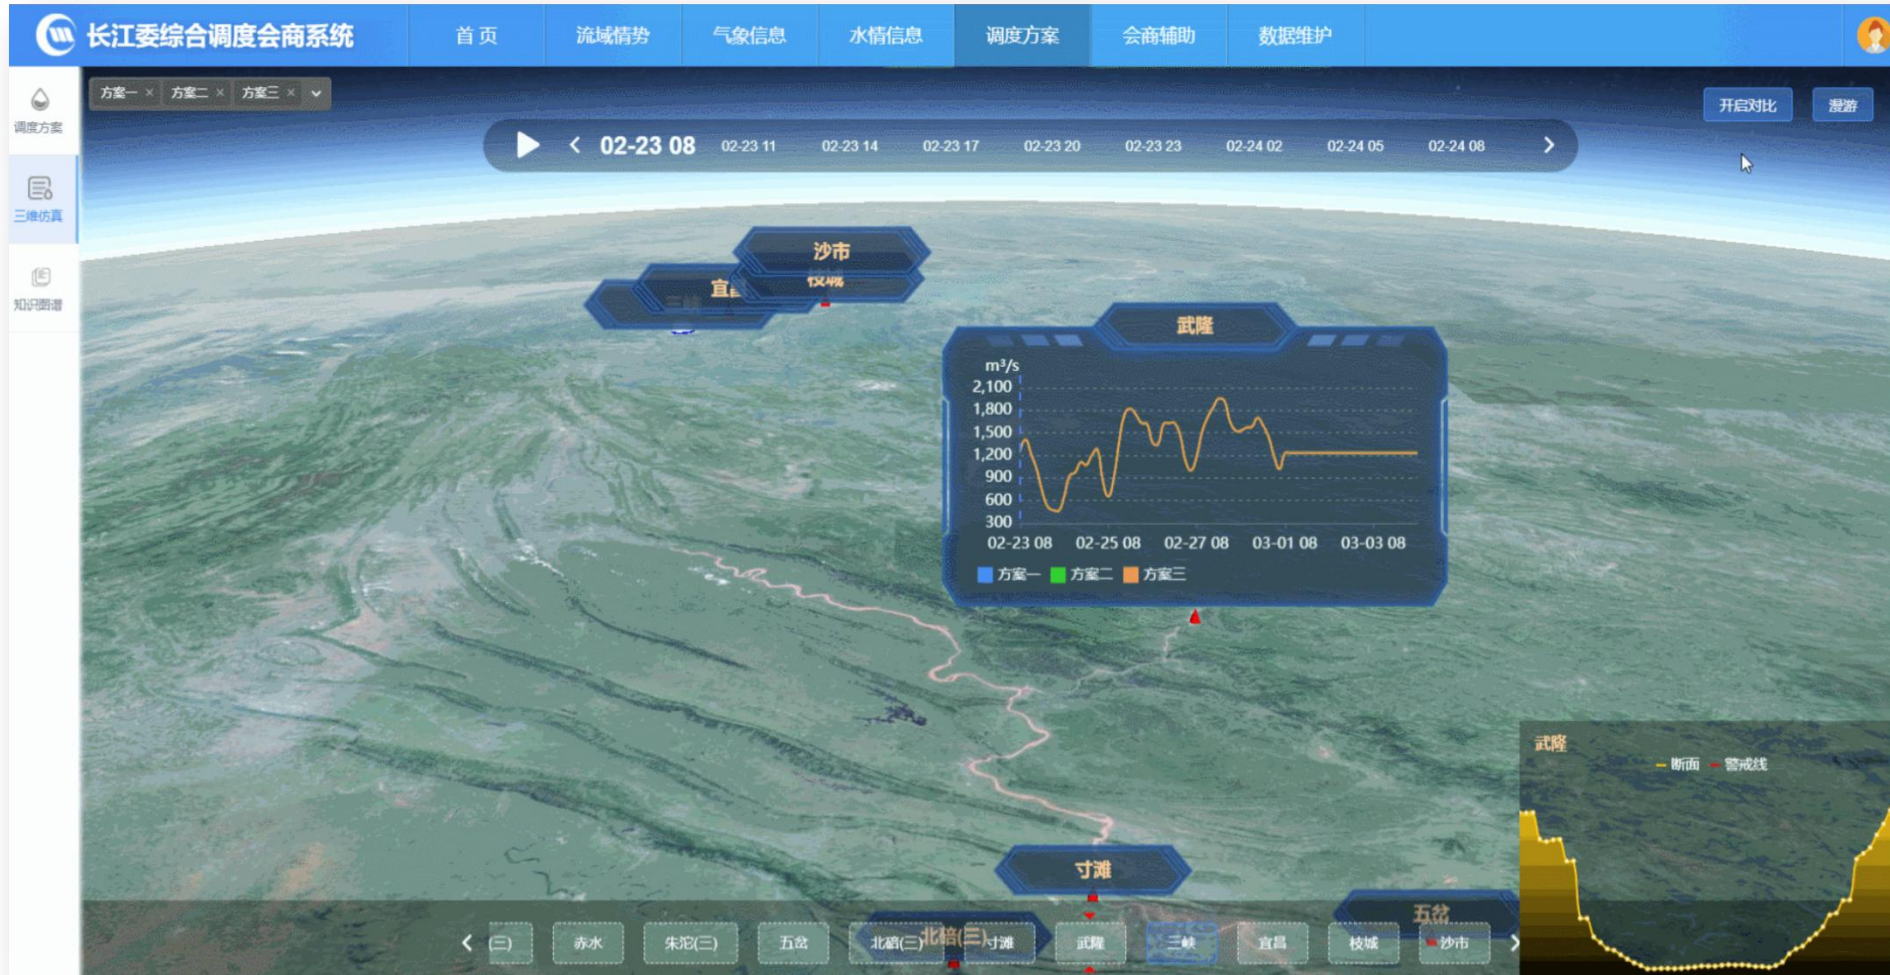 长江委综合调度会商系统 首页 流域情势 气象信息 水情信息 调度方案 会商辅助 数据维护
方案一 × 方案二 × 方案三 ×
开启对比 漫游
调度方案
三维仿真
知识图谱
02-23 08 02-23 11 02-23 14 02-23 17 02-23 20 02-23 23 02-24 02 02-24 05 02-24 08
沙市
枝城
宜昌
三峡
武隆
m³/s
2,100
1,800
1,500
1,200
900
600
300
02-23 08 02-25 08 02-27 08 03-01 08 03-03 08
方案一 方案二 方案三
武隆
断面 警戒线
寸滩
五岔
北碚(三)
(三) 赤水 朱沱(三) 五岔 北碚(三) 寸滩 武隆 三峡 宜昌 枝城 沙市